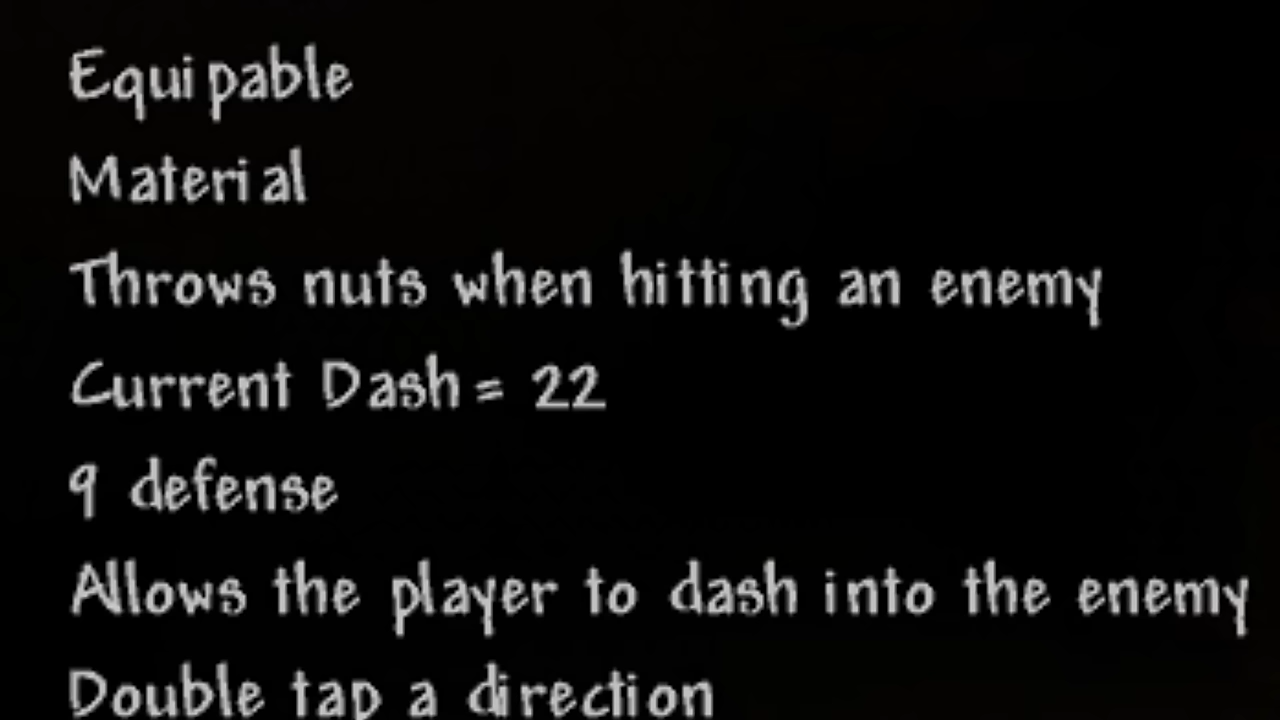 Equipable
Material
Throws nuts when hitting an enemy
Current Dash = 22
9 defense
Allows the player to dash into the enemy
Double tap a direction